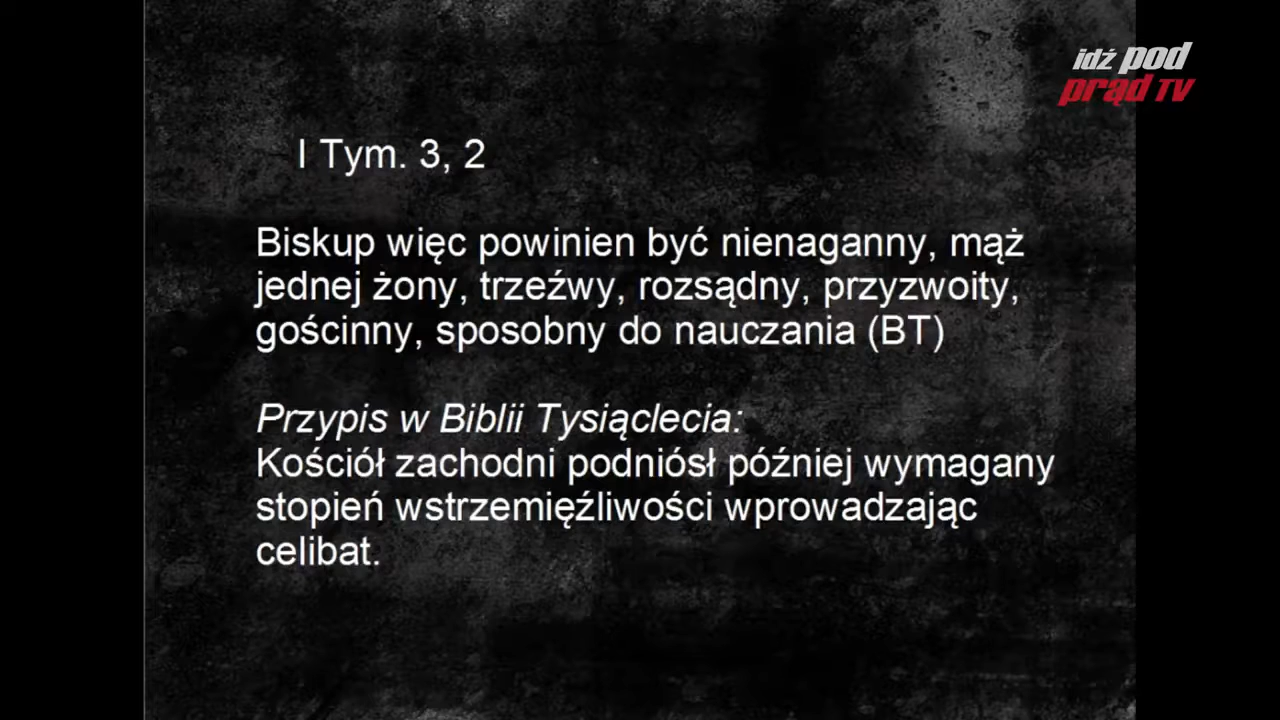 idź pod
prąd TV
I Tym. 3, 2
Biskup więc powinien być nienaganny, mąż
jednej żony, trzeźwy, rozsądny, przyzwoity,
gościnny, sposobny do nauczania (BT)
Przypis w Biblii Tysiąclecia:
Kościół zachodni podniósł później wymagany
stopień wstrzemięźliwości wprowadzając
celibat.